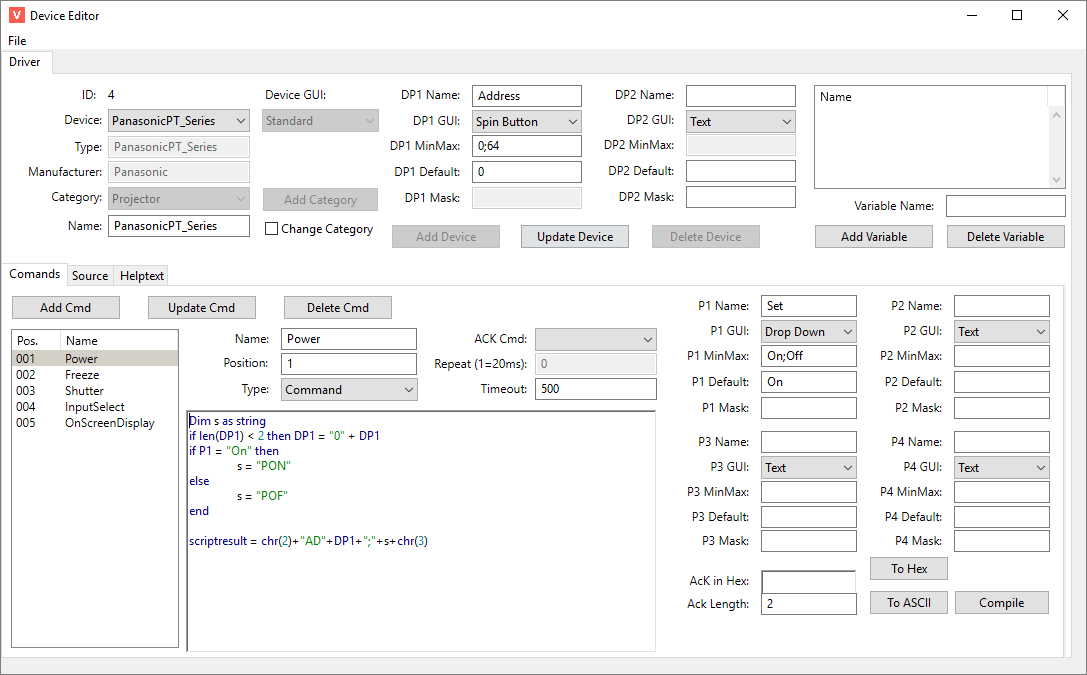 V Device Editor
File
Driver
ID: 4
Device: PanasonicPT_Series
Type: PanasonicPT_Series
Manufacturer: Panasonic
Category: Projector
Name: PanasonicPT_Series
Device GUI:
Standard
Add Category
Change Category
DP1 Name: Address
DP1 GUI: Spin Button
DP1 MinMax: 0;64
DP1 Default: 0
DP1 Mask:
DP2 Name:
DP2 GUI: Text
DP2 MinMax:
DP2 Default:
DP2 Mask:
Add Device Update Device Delete Device
Name
Variable Name:
Add Variable Delete Variable
Comands Source Helptext
Add Cmd Update Cmd Delete Cmd
Pos. Name
001 Power
002 Freeze
003 Shutter
004 InputSelect
005 OnScreenDisplay
Name: Power
Position: 1
Type: Command
ACK Cmd:
Repeat (1=20ms): 0
Timeout: 500
Dim s as string
if len(DP1) < 2 then DP1 = "0" + DP1
if P1 = "On" then
s = "PON"
else
s = "POF"
end
scriptresult = chr(2)+"AD"+DP1+";"+s+chr(3)
P1 Name: Set
P1 GUI: Drop Down
P1 MinMax: On;Off
P1 Default: On
P1 Mask:
P2 Name:
P2 GUI: Text
P2 MinMax:
P2 Default:
P2 Mask:
P3 Name:
P3 GUI: Text
P3 MinMax:
P3 Default:
P3 Mask:
P4 Name:
P4 GUI: Text
P4 MinMax:
P4 Default:
P4 Mask:
AcK in Hex:
Ack Length: 2
To Hex
To ASCII Compile